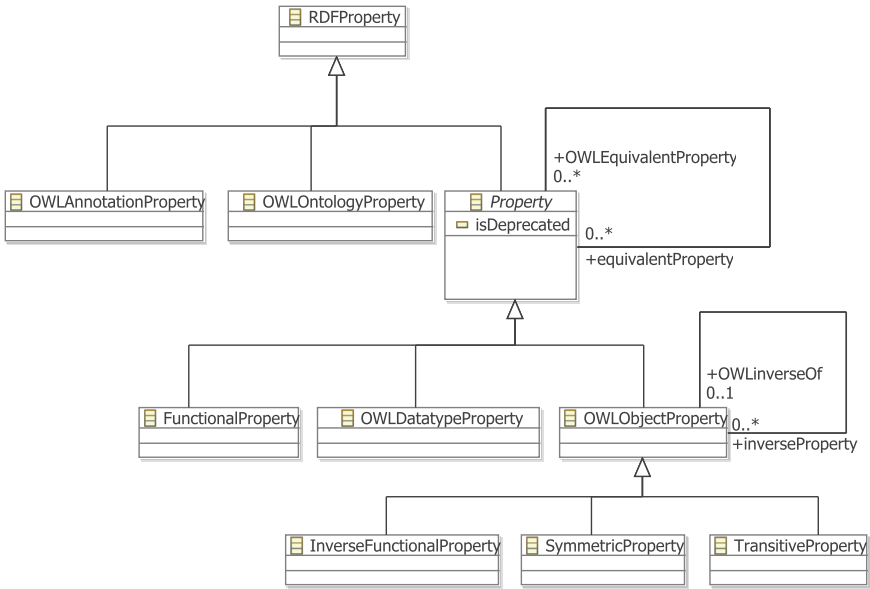 RDFProperty
+OWLEquivalentProperty
0..*
OWLAnnotationProperty
OWLOntologyProperty
Property
isDeprecated
0..*
+equivalentProperty
+OWLinverseOf
0..1
FunctionalProperty
OWLDatatypeProperty
OWLObjectProperty
0..*
+inverseProperty
InverseFunctionalProperty
SymmetricProperty
TransitiveProperty